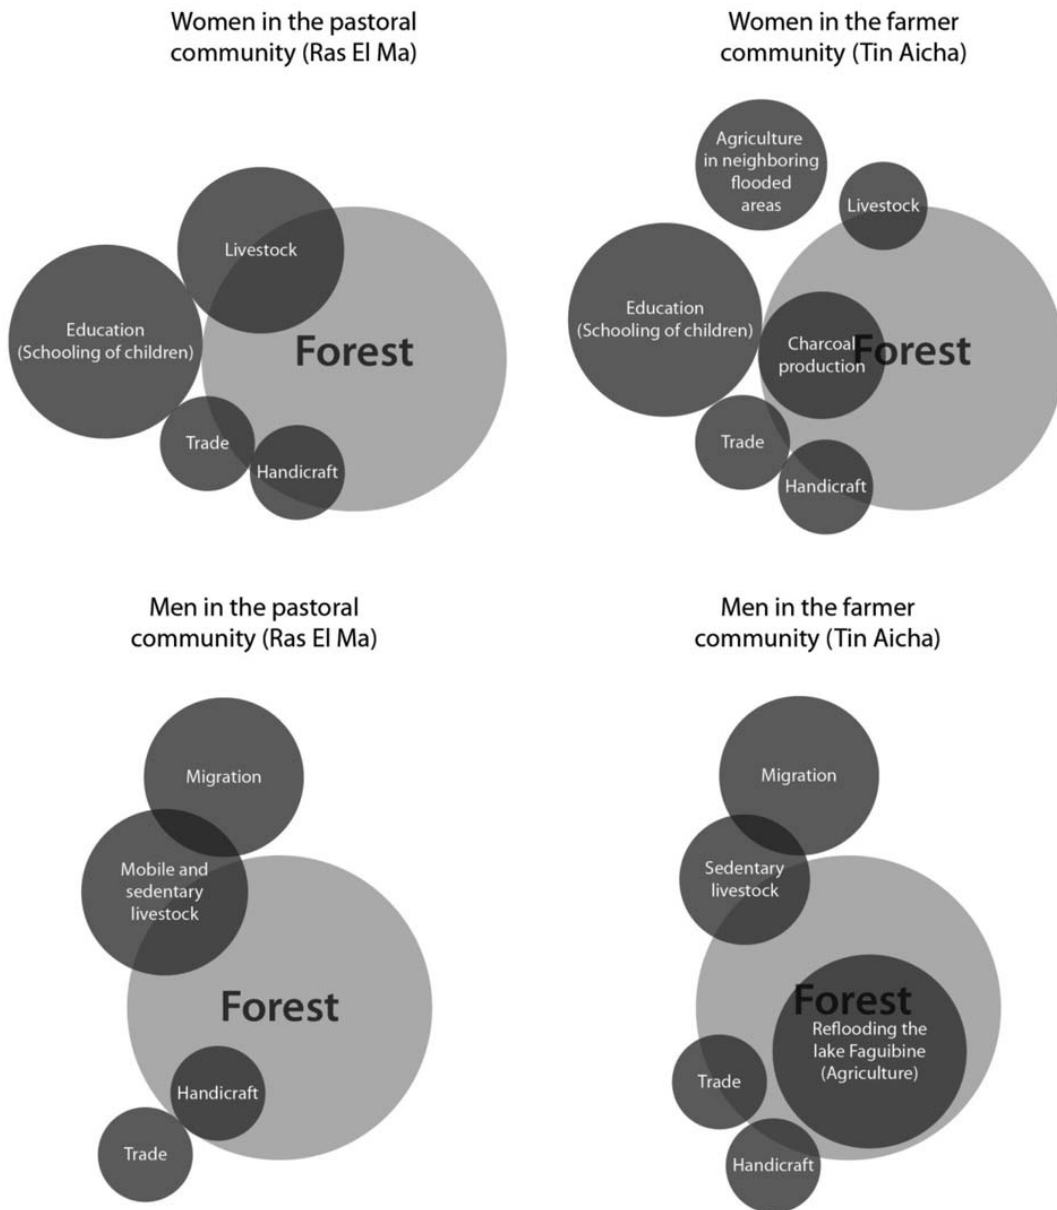 Women in the pastoral
community (Ras El Ma)
Livestock
Education
(Schooling of children)
Forest
Trade
Handicraft
Women in the farmer
community (Tin Aicha)
Agriculture
in neighboring
flooded
areas
Livestock
Education
(Schooling of children)
Charcoal
production
Forest
Trade
Handicraft
Men in the pastoral
community (Ras El Ma)
Migration
Mobile and
sedentary
livestock
Forest
Handicraft
Trade
Men in the farmer
community (Tin Aicha)
Migration
Sedentary
livestock
Forest
Reflooding the
lake Faguibine
(Agriculture)
Trade
Handicraft